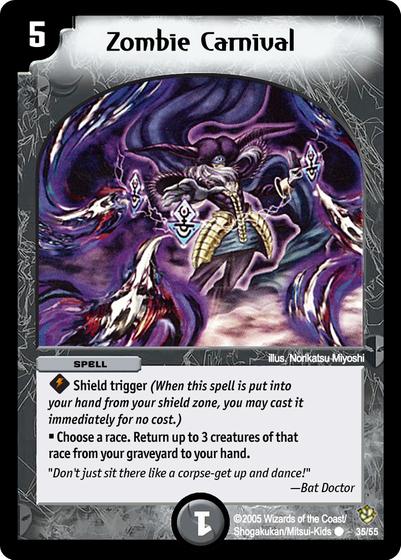 5
Zombie Carnival
illus. Norikatsu Miyoshi
SPELL
Shield trigger (When this spell is put into
your hand from your shield zone, you may cast it
immediately for no cost.)
▪ Choose a race. Return up to 3 creatures of that
race from your graveyard to your hand.
"Don't just sit there like a corpse-get up and dance!"
—Bat Doctor
1
©2005 Wizards of the Coast/
Shogakukan/Mitsui-Kids ● 35/55